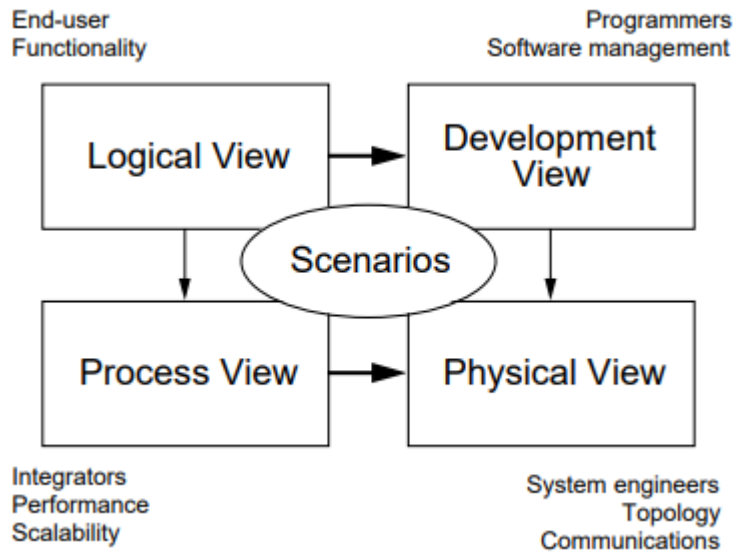 End-user
Functionality
Programmers
Software management
Logical View
Development
View
Scenarios
Process View
Physical View
Integrators
Performance
Scalability
System engineers
Topology
Communications